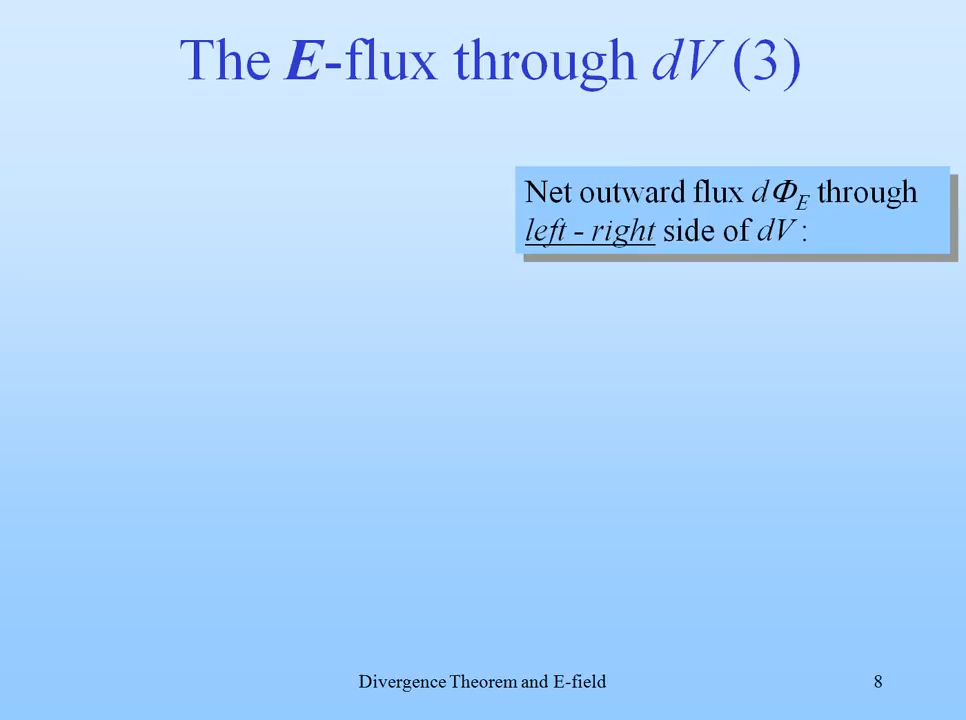 The E-flux through dV (3)
Net outward flux dΦE through
left - right side of dV :
Divergence Theorem and E-field
8